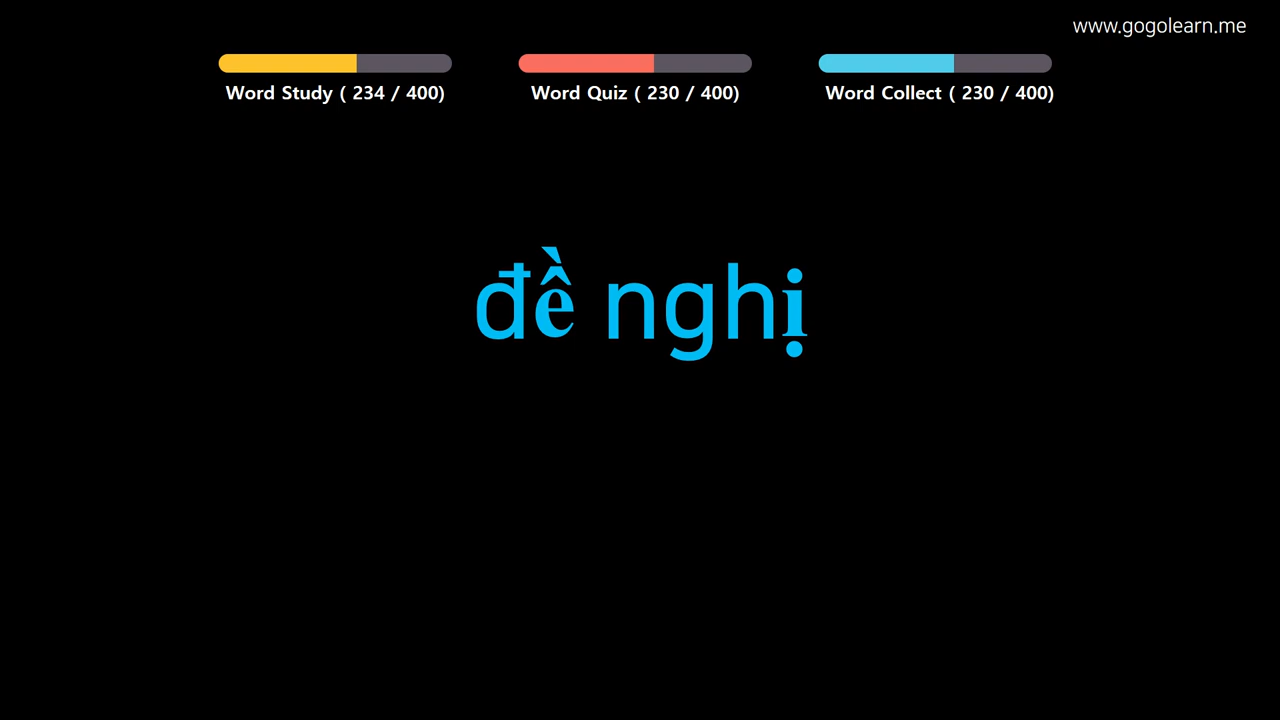 www.gogolearn.me
Word Study ( 234 / 400)
Word Quiz ( 230 / 400)
Word Collect ( 230 / 400)
đề nghị